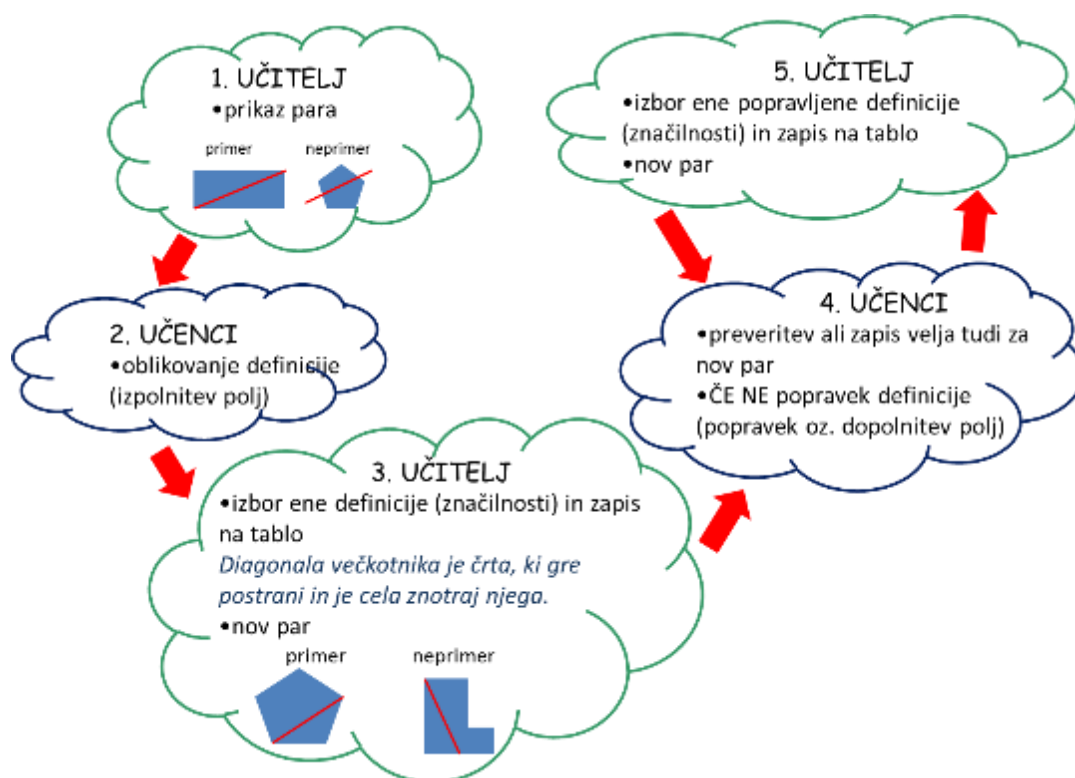 1. UČITELJ
•prikaz para
primer neprimer
2. UČENCI
•oblikovanje definicije
(izpolnitev polj)
3. UČITELJ
•izbor ene definicije (značilnosti) in zapis
na tablo
Diagonala večkotnika je črta, ki gre
postrani in je cela znotraj njega.
•nov par
primer neprimer
4. UČENCI
•preveritev ali zapis velja tudi za
nov par
•ČE NE popravek definicije
(popravek oz. dopolnitev polj)
5. UČITELJ
•izbor ene popravljene definicije
(značilnosti) in zapis na tablo
•nov par